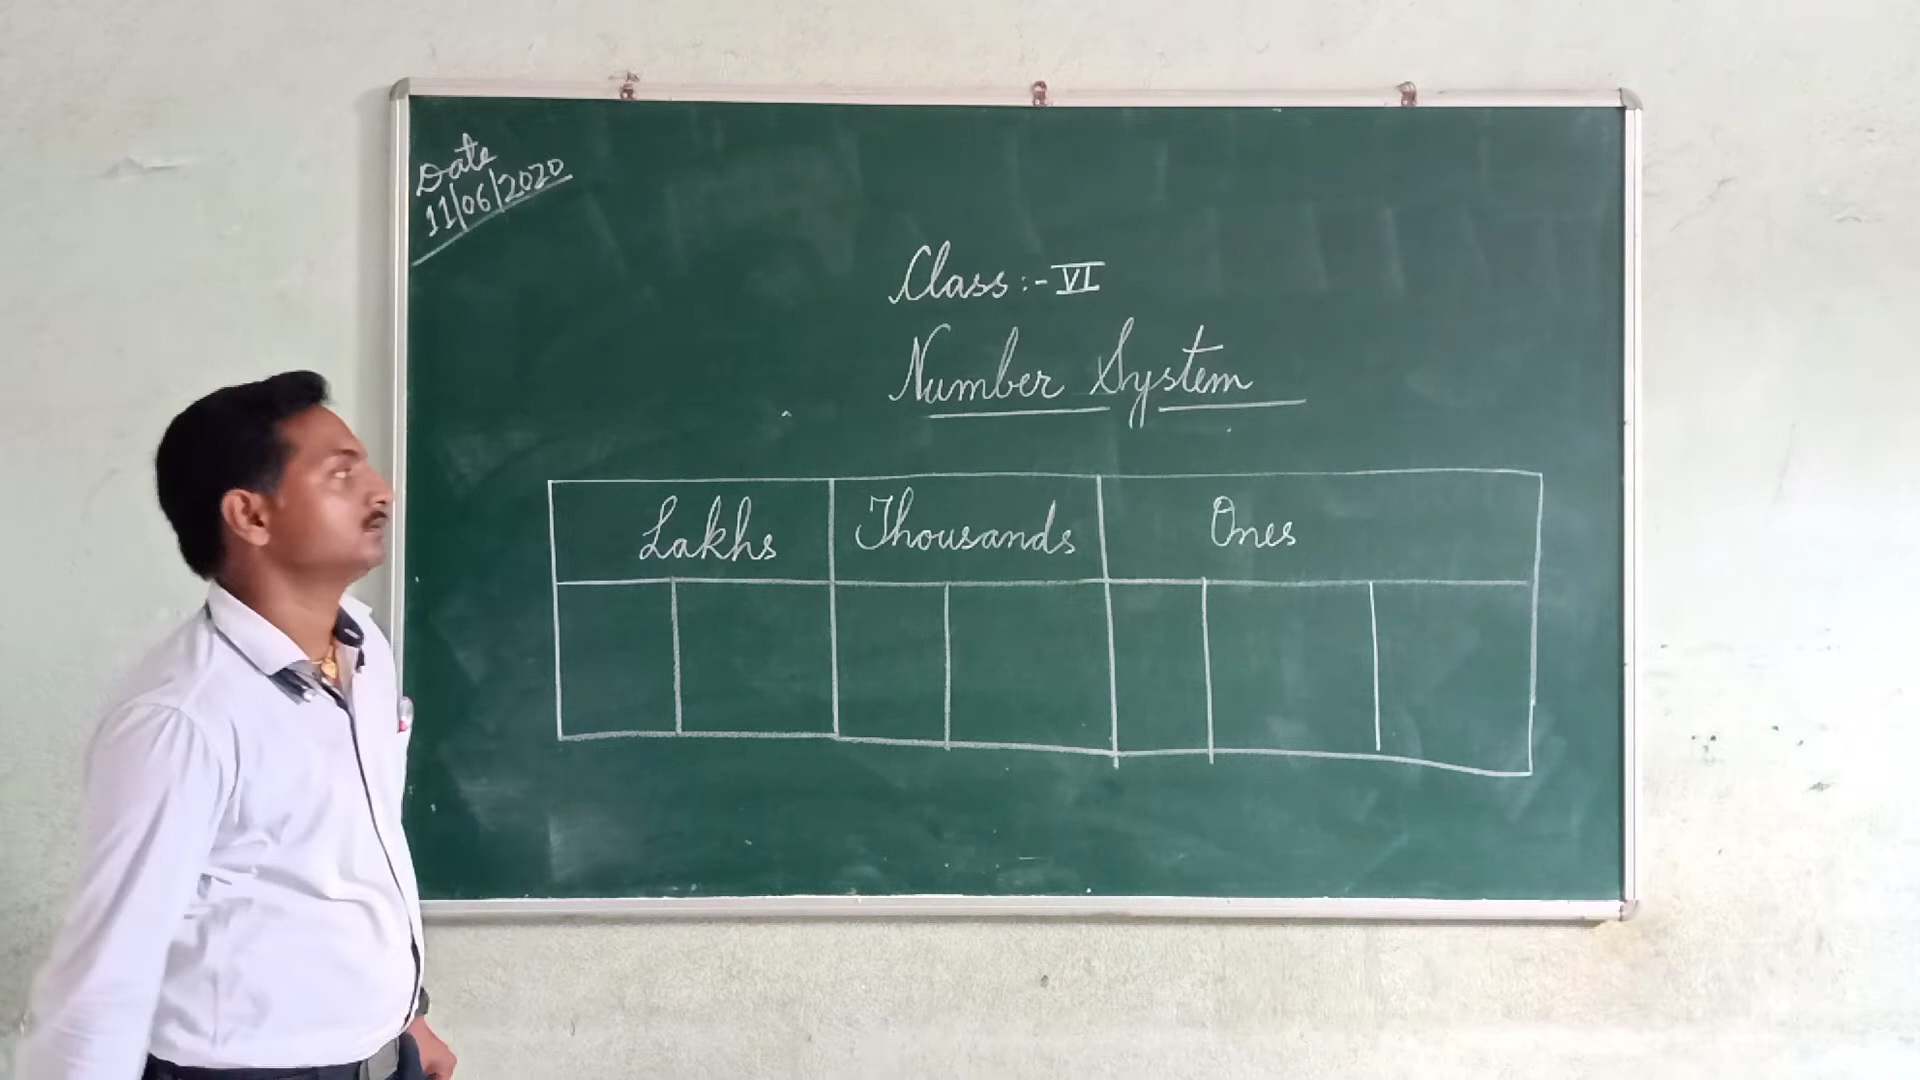 Date
11/06/2020
Class:- VI
Number System
Lakhs Thousands Ones